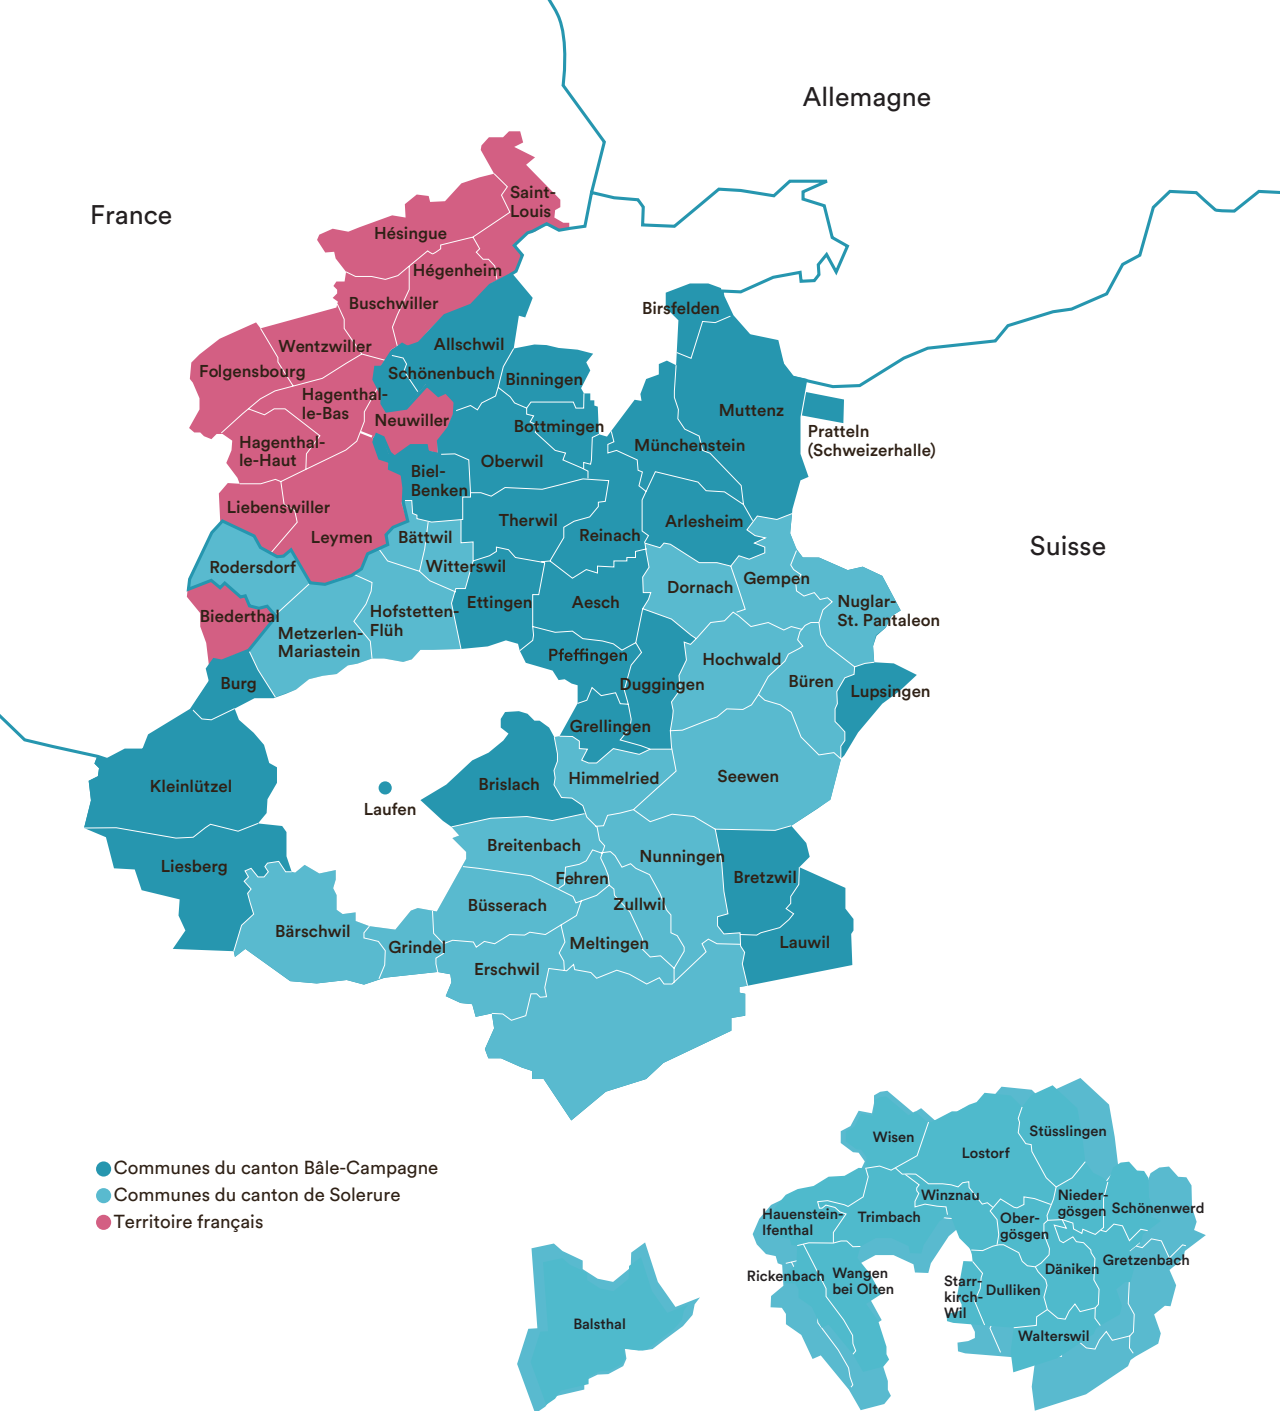 Allemagne
France
Saint-
Louis
Hésingue
Hégenheim
Buschwiller
Birsfelden
Wentzwiller
Allschwil
Folgensbourg
Schönenbuch
Binningen
Hagenthal-
le-Bas
Neuwiller
Muttenz
Bottmingen
Pratteln
(Schweizerhalle)
Hagenthal-
le-Haut
Münchenstein
Oberwil
Biel-
Benken
Liebenswiller
Therwil
Arlesheim
Leymen
Bättwil
Reinach
Suisse
Rodersdorf
Witterswil
Gempen
Dornach
Biederthal
Ettingen
Aesch
Nuglar-
St. Pantaleon
Hofstetten-
Flüh
Metzerlen-
Mariastein
Pfeffingen
Hochwald
Burg
Duggingen
Büren
Lupsingen
Grellingen
Kleinlützel
Brislach
Himmelried
Seewen
Laufen
Breitenbach
Nunningen
Liesberg
Fehren
Bretzwil
Büsserach
Zullwil
Bärschwil
Grindel
Meltingen
Lauwil
Erschwil
Communes du canton Bâle-Campagne
Communes du canton de Solerure
Territoire français
Wisen
Stüsslingen
Lostorf
Winznau
Nieder-
gösgen
Schönenwerd
Hauenstein-
Ifenthal
Trimbach
Ober-
gösgen
Gretzenbach
Rickenbach
Wangen
bei Olten
Däniken
Starr-
kirch-
Wil
Dulliken
Balsthal
Walterswil